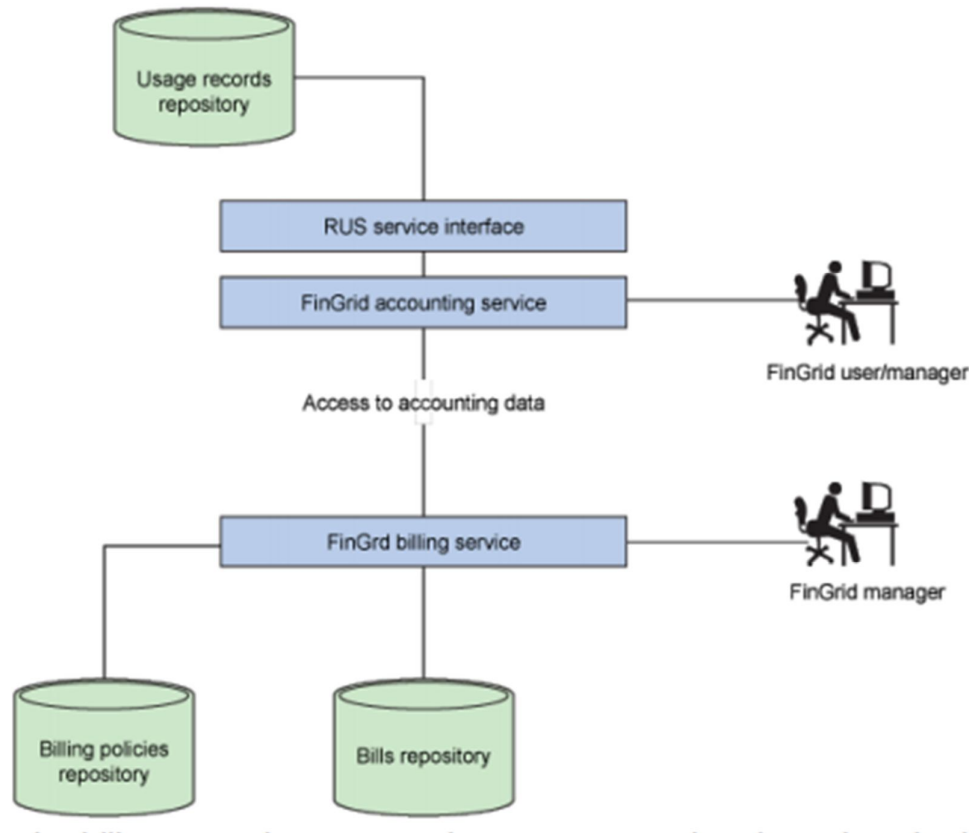 Usage records
repository
RUS service interface
FinGrid accounting service
FinGrid user/manager
Access to accounting data
FinGrd billing service
FinGrid manager
Billing policies
repository
Bills repository